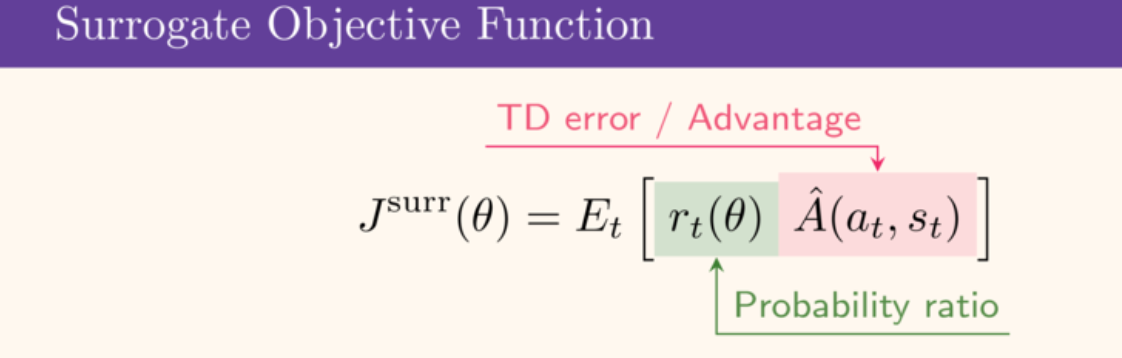 Surrogate Objective Function
TD error / Advantage
J^surr(θ) = E_t [ r_t(θ) Â(a_t, s_t) ]
Probability ratio